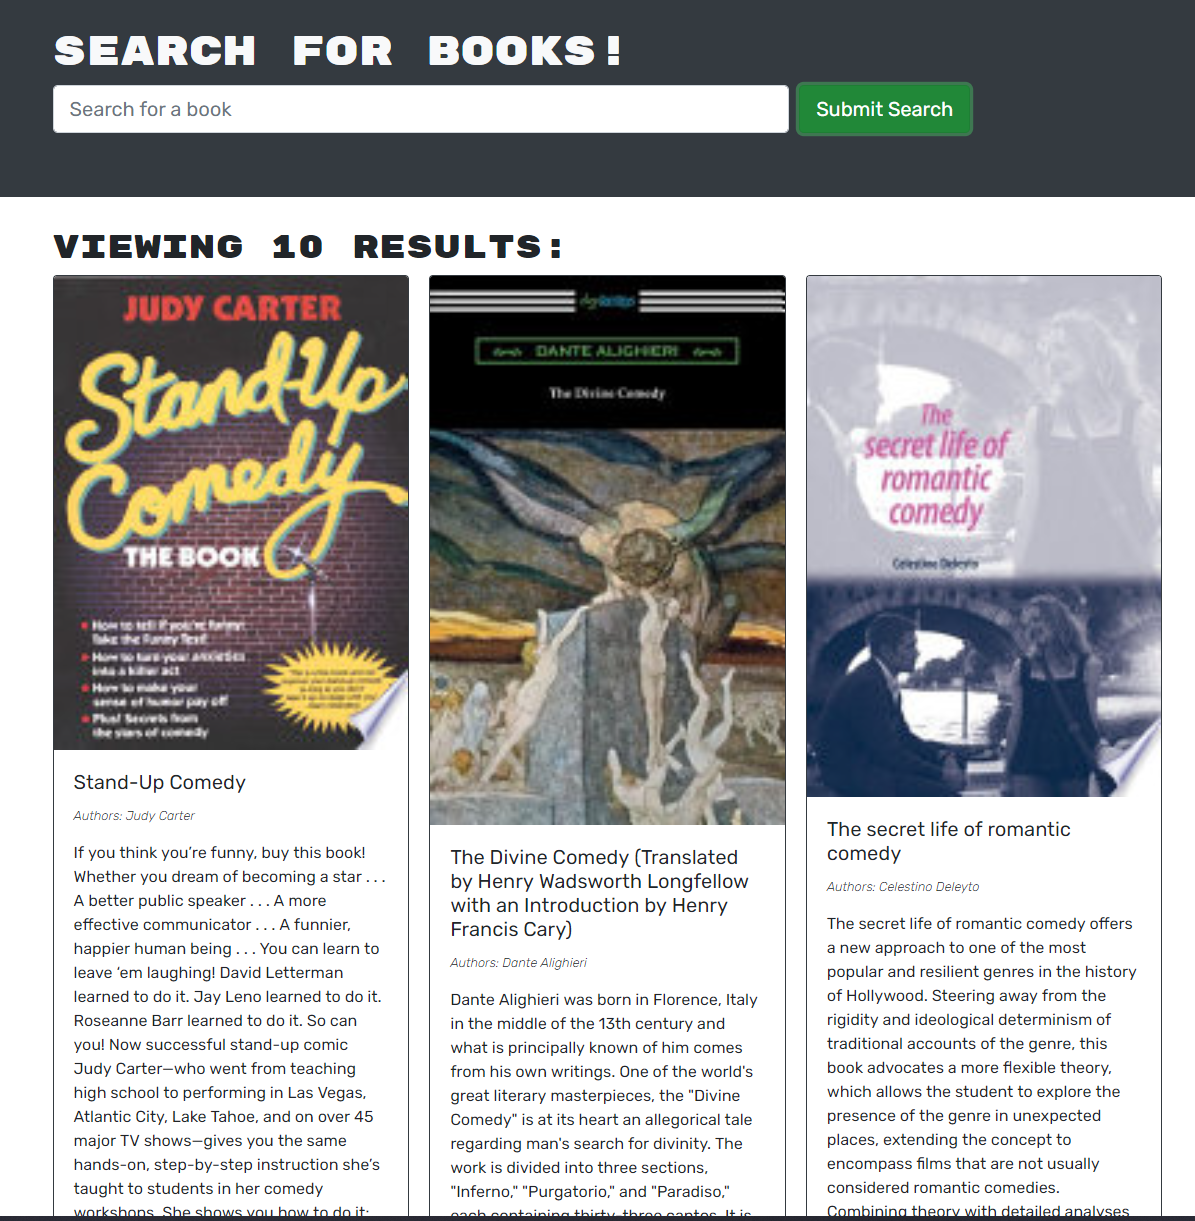 SEARCH FOR BOOKS!
Search for a book
Submit Search
VIEWING 10 RESULTS:
JUDY CARTER
Stand-Up
Comedy
THE BOOK
How to tell if you're funny:
Take the Funny Test!
How to turn your anxieties
into a killer act
How to make your
sense of humor pay off
Plus! Secrets from
the stars of comedy
Stand-Up Comedy
Authors: Judy Carter
If you think you’re funny, buy this book!
Whether you dream of becoming a star . . .
A better public speaker . . . A more
effective communicator . . . A funnier,
happier human being . . . You can learn to
leave ‘em laughing! David Letterman
learned to do it. Jay Leno learned to do it.
Roseanne Barr learned to do it. So can
you! Now successful stand-up comic
Judy Carter—who went from teaching
high school to performing in Las Vegas,
Atlantic City, Lake Tahoe, and on over 45
major TV shows—gives you the same
hands-on, step-by-step instruction she’s
taught to students in her comedy
workshops. She shows you how to do it:
DANTE ALIGHIERI
The Divine Comedy
The Divine Comedy (Translated
by Henry Wadsworth Longfellow
with an Introduction by Henry
Francis Cary)
Authors: Dante Alighieri
Dante Alighieri was born in Florence, Italy
in the middle of the 13th century and
what is principally known of him comes
from his own writings. One of the world's
great literary masterpieces, the "Divine
Comedy" is at its heart an allegorical tale
regarding man's search for divinity. The
work is divided into three sections,
"Inferno," "Purgatorio," and "Paradiso,"
each containing thirty-three cantos. It is
The
secret life of
romantic
comedy
Celestino Deleyto
The secret life of romantic
comedy
Authors: Celestino Deleyto
The secret life of romantic comedy offers
a new approach to one of the most
popular and resilient genres in the history
of Hollywood. Steering away from the
rigidity and ideological determinism of
traditional accounts of the genre, this
book advocates a more flexible theory,
which allows the student to explore the
presence of the genre in unexpected
places, extending the concept to
encompass films that are not usually
considered romantic comedies.
Combining theory with detailed analyses